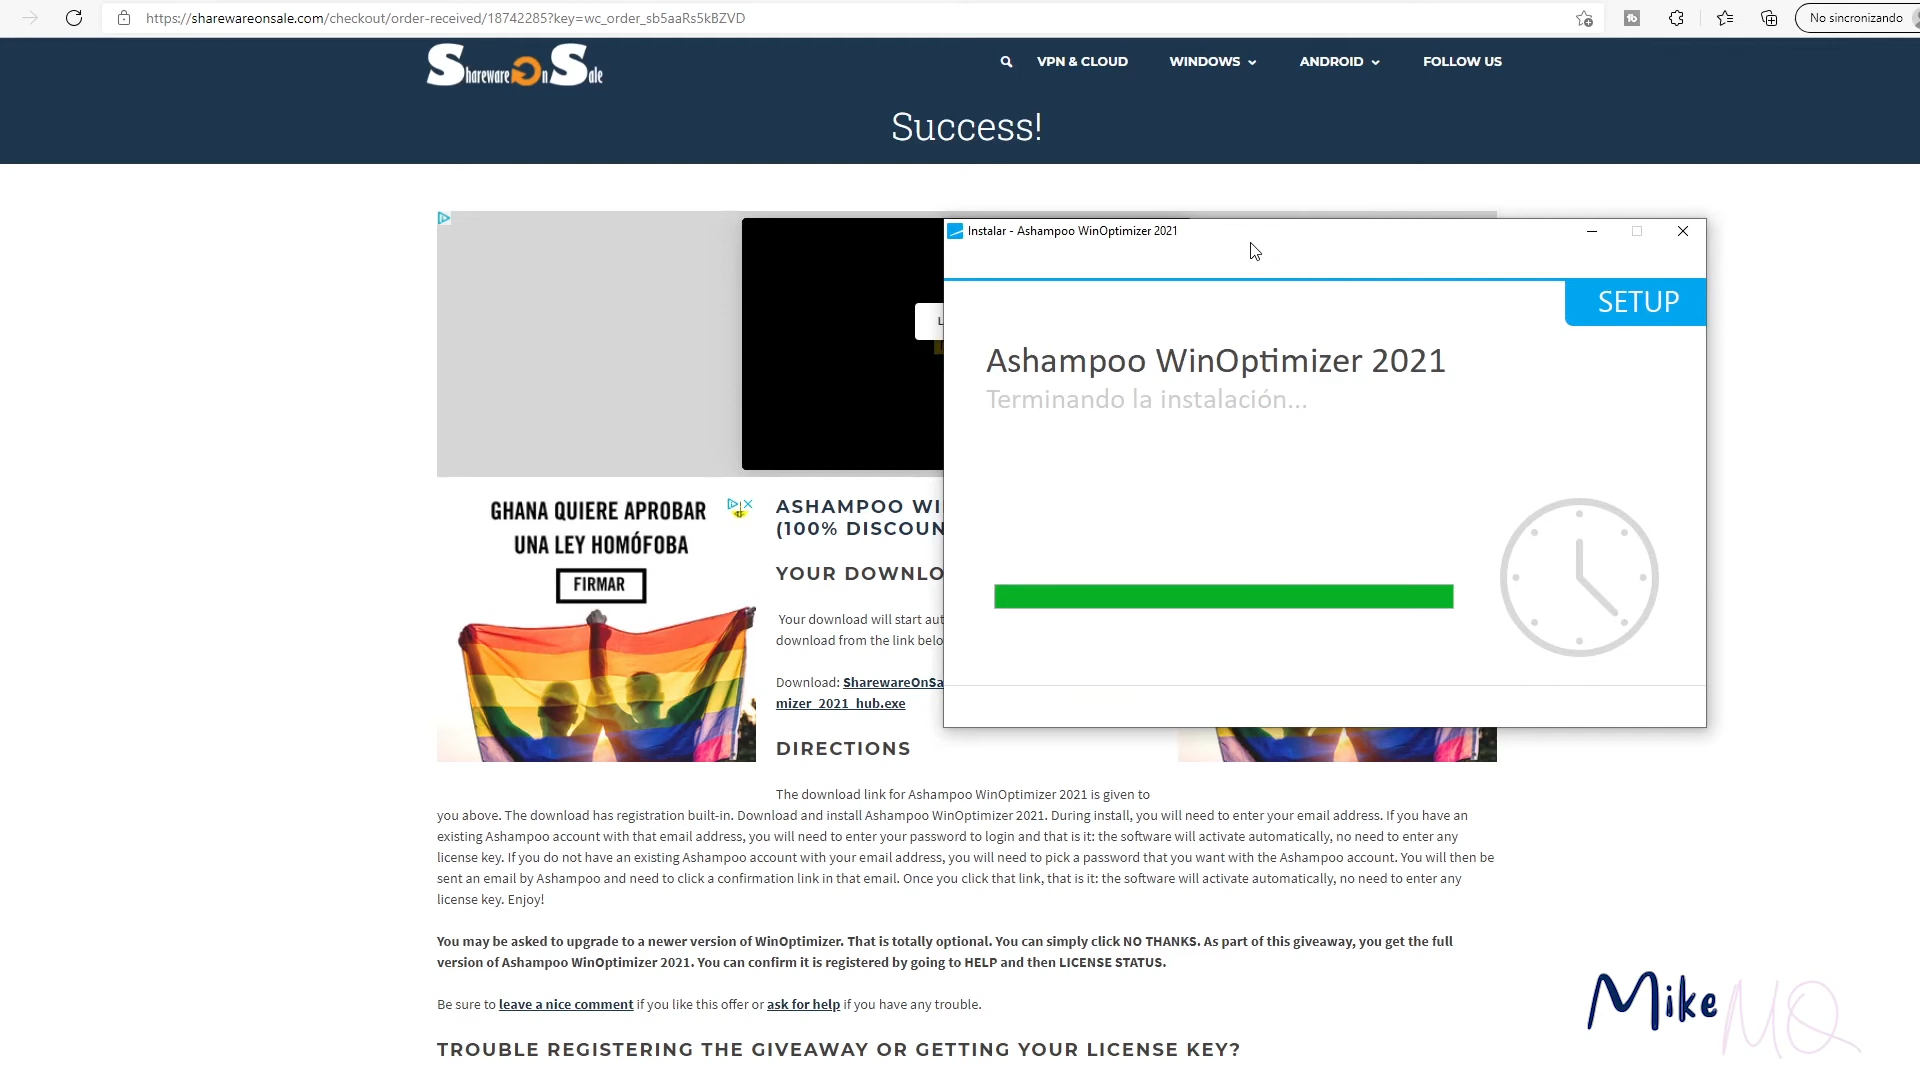 https://sharewareonsale.com/checkout/order-received/18742285?key=wc_order_sb5aaRs5kBZVD
No sincronizando
SharewareOnSale
VPN & CLOUD
WINDOWS
ANDROID
FOLLOW US
Success!
Instalar - Ashampoo WinOptimizer 2021
SETUP
Ashampoo WinOptimizer 2021
Terminando la instalación...
GHANA QUIERE APROBAR
UNA LEY HOMÓFOBA
FIRMAR
ASHAMPOO WI
(100% DISCOUN
YOUR DOWNLO
Your download will start aut
download from the link belo
Download: SharewareOnSa
mizer_2021_hub.exe
DIRECTIONS
The download link for Ashampoo WinOptimizer 2021 is given to
you above. The download has registration built-in. Download and install Ashampoo WinOptimizer 2021. During install, you will need to enter your email address. If you have an
existing Ashampoo account with that email address, you will need to enter your password to login and that is it: the software will activate automatically, no need to enter any
license key. If you do not have an existing Ashampoo account with your email address, you will need to pick a password that you want with the Ashampoo account. You will then be
sent an email by Ashampoo and need to click a confirmation link in that email. Once you click that link, that is it: the software will activate automatically, no need to enter any
license key. Enjoy!
You may be asked to upgrade to a newer version of WinOptimizer. That is totally optional. You can simply click NO THANKS. As part of this giveaway, you get the full
version of Ashampoo WinOptimizer 2021. You can confirm it is registered by going to HELP and then LICENSE STATUS.
Be sure to leave a nice comment if you like this offer or ask for help if you have any trouble.
TROUBLE REGISTERING THE GIVEAWAY OR GETTING YOUR LICENSE KEY?
Mike MQ